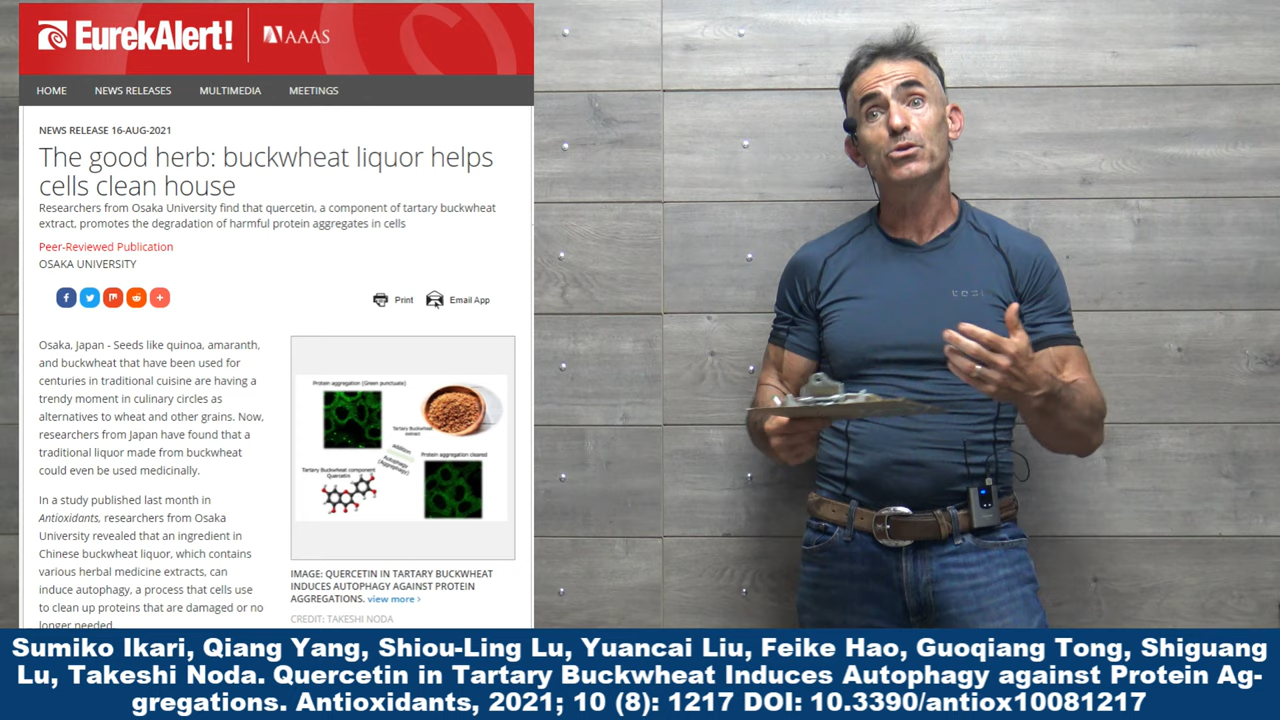 EurekAlert!
AAAS
HOME NEWS RELEASES MULTIMEDIA MEETINGS
NEWS RELEASE 16-AUG-2021
The good herb: buckwheat liquor helps
cells clean house
Researchers from Osaka University find that quercetin, a component of tartary buckwheat
extract, promotes the degradation of harmful protein aggregates in cells
Peer-Reviewed Publication
OSAKA UNIVERSITY
Print Email App
Osaka, Japan - Seeds like quinoa, amaranth,
and buckwheat that have been used for
centuries in traditional cuisine are having a
trendy moment in culinary circles as
alternatives to wheat and other grains. Now,
researchers from Japan have found that a
traditional liquor made from buckwheat
could even be used medicinally.
In a study published last month in
Antioxidants, researchers from Osaka
University revealed that an ingredient in
Chinese buckwheat liquor, which contains
various herbal medicine extracts, can
induce autophagy, a process that cells use
to clean up proteins that are damaged or no
longer needed.
Protein aggregation (Green punctuate)
Tartary Buckwheat
extract
addition
Autophagy
(Aggrephagy)
Protein aggregation cleared
Tartary Buckwheat component
Quercetin
IMAGE: QUERCETIN IN TARTARY BUCKWHEAT
INDUCES AUTOPHAGY AGAINST PROTEIN
AGGREGATIONS. view more >
CREDIT: TAKESHI NODA
Sumiko Ikari, Qiang Yang, Shiou-Ling Lu, Yuancai Liu, Feike Hao, Guoqiang Tong, Shiguang
Lu, Takeshi Noda. Quercetin in Tartary Buckwheat Induces Autophagy against Protein Ag-
gregations. Antioxidants, 2021; 10 (8): 1217 DOI: 10.3390/antiox10081217